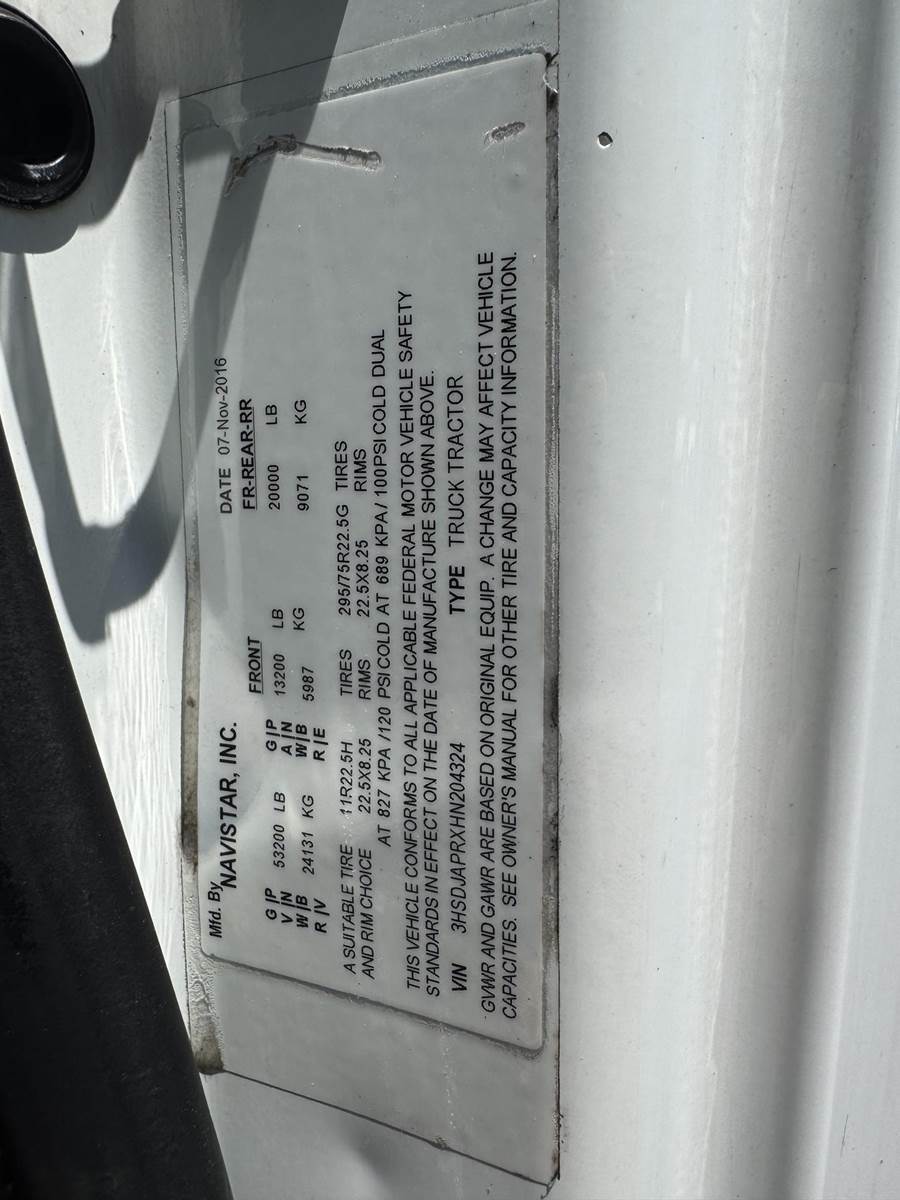 Mfd. By
NAVISTAR, INC. DATE 07-Nov-2016
FRONT FR-REAR-RR
G|P 53200 LB G|P 13200 LB 20000 LB
V|N A|N
W|B 24131 KG W|B 5987 KG 9071 KG
R|V R|E
A SUITABLE TIRE 11R22.5H TIRES 295/75R22.5G TIRES
AND RIM CHOICE 22.5X8.25 RIMS 22.5X8.25 RIMS
AT 827 KPA /120 PSI COLD AT 689 KPA/ 100PSI COLD DUAL
THIS VEHICLE CONFORMS TO ALL APPLICABLE FEDERAL MOTOR VEHICLE SAFETY
STANDARDS IN EFFECT ON THE DATE OF MANUFACTURE SHOWN ABOVE.
VIN 3HSDJAPRXHN204324 TYPE TRUCK TRACTOR
GVWR AND GAWR ARE BASED ON ORIGINAL EQUIP. A CHANGE MAY AFFECT VEHICLE
CAPACITIES. SEE OWNER'S MANUAL FOR OTHER TIRE AND CAPACITY INFORMATION.